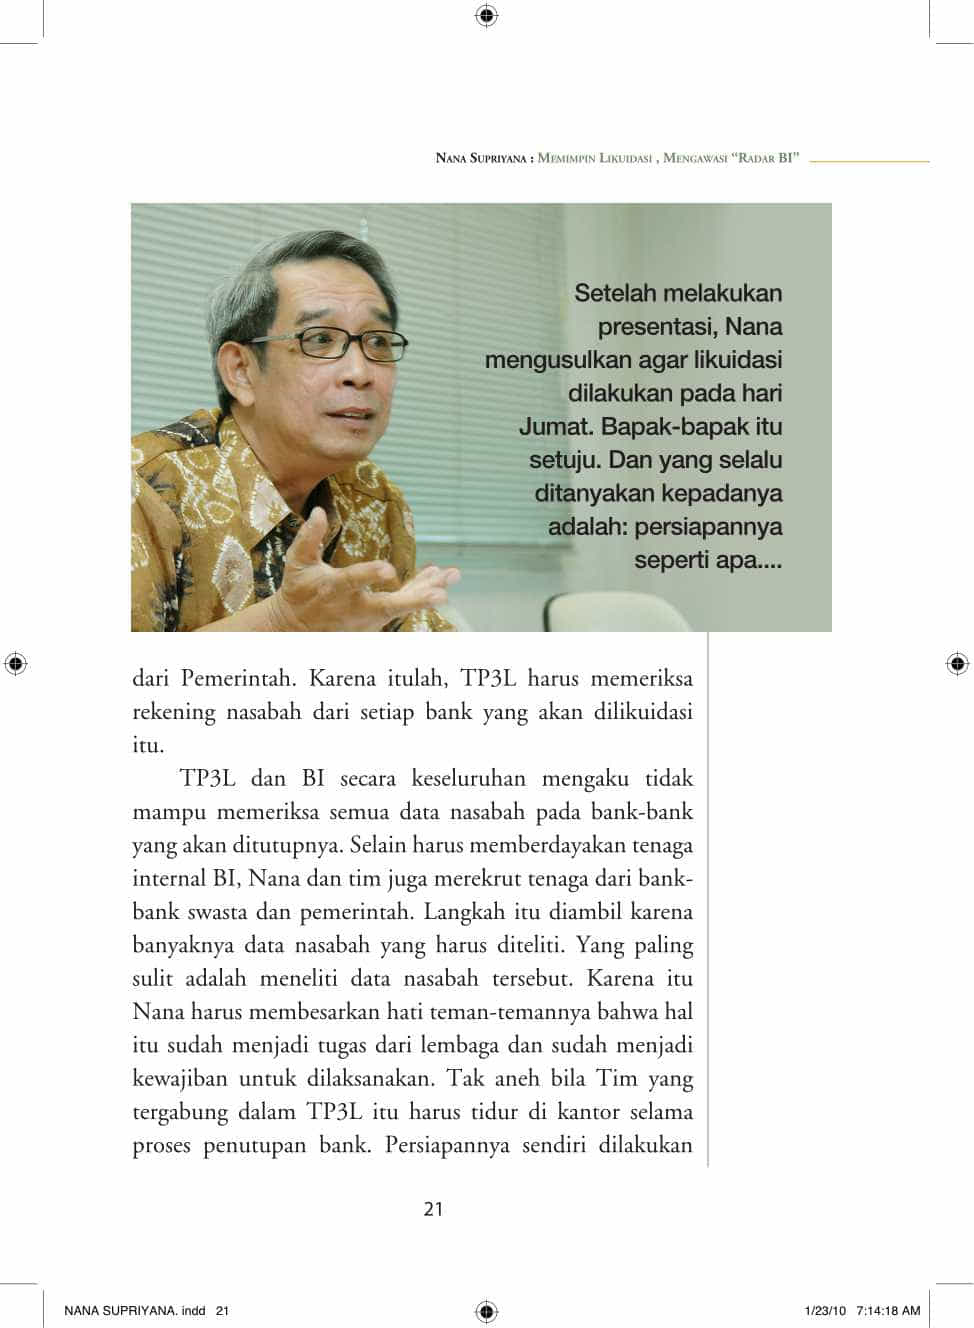 Nana Supriyana : Memimpin Likuidasi , Mengawasi “Radar BI”
Setelah melakukan
presentasi, Nana
mengusulkan agar likuidasi
dilakukan pada hari
Jumat. Bapak-bapak itu
setuju. Dan yang selalu
ditanyakan kepadanya
adalah: persiapannya
seperti apa....
dari Pemerintah. Karena itulah, TP3L harus memeriksa
rekening nasabah dari setiap bank yang akan dilikuidasi
itu.
TP3L dan BI secara keseluruhan mengaku tidak
mampu memeriksa semua data nasabah pada bank-bank
yang akan ditutupnya. Selain harus memberdayakan tenaga
internal BI, Nana dan tim juga merekrut tenaga dari bank-
bank swasta dan pemerintah. Langkah itu diambil karena
banyaknya data nasabah yang harus diteliti. Yang paling
sulit adalah meneliti data nasabah tersebut. Karena itu
Nana harus membesarkan hati teman-temannya bahwa hal
itu sudah menjadi tugas dari lembaga dan sudah menjadi
kewajiban untuk dilaksanakan. Tak aneh bila Tim yang
tergabung dalam TP3L itu harus tidur di kantor selama
proses penutupan bank. Persiapannya sendiri dilakukan
21
NANA SUPRIYANA. indd   21
1/23/10   7:14:18 AM